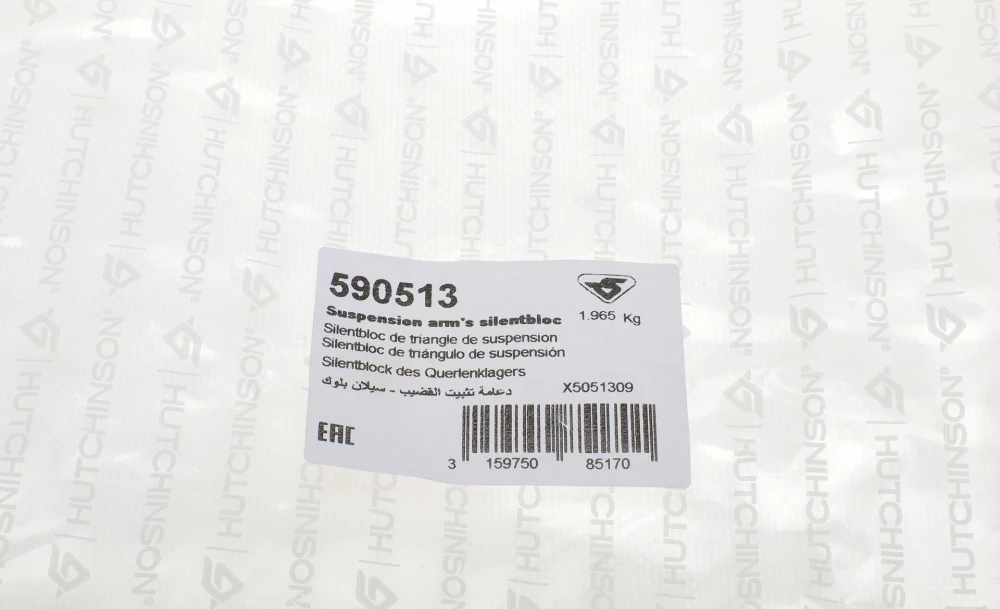 590513
Suspension arm's silentbloc
1.965 Kg
Silentbloc de triangle de suspension
Silentbloc de triángulo de suspensión
Silentblock des Querlenklagers
دعامة تثبيت القضيب - سيلان بلوك
X5051309
EAC
3 159750 85170
HUTCHINSON